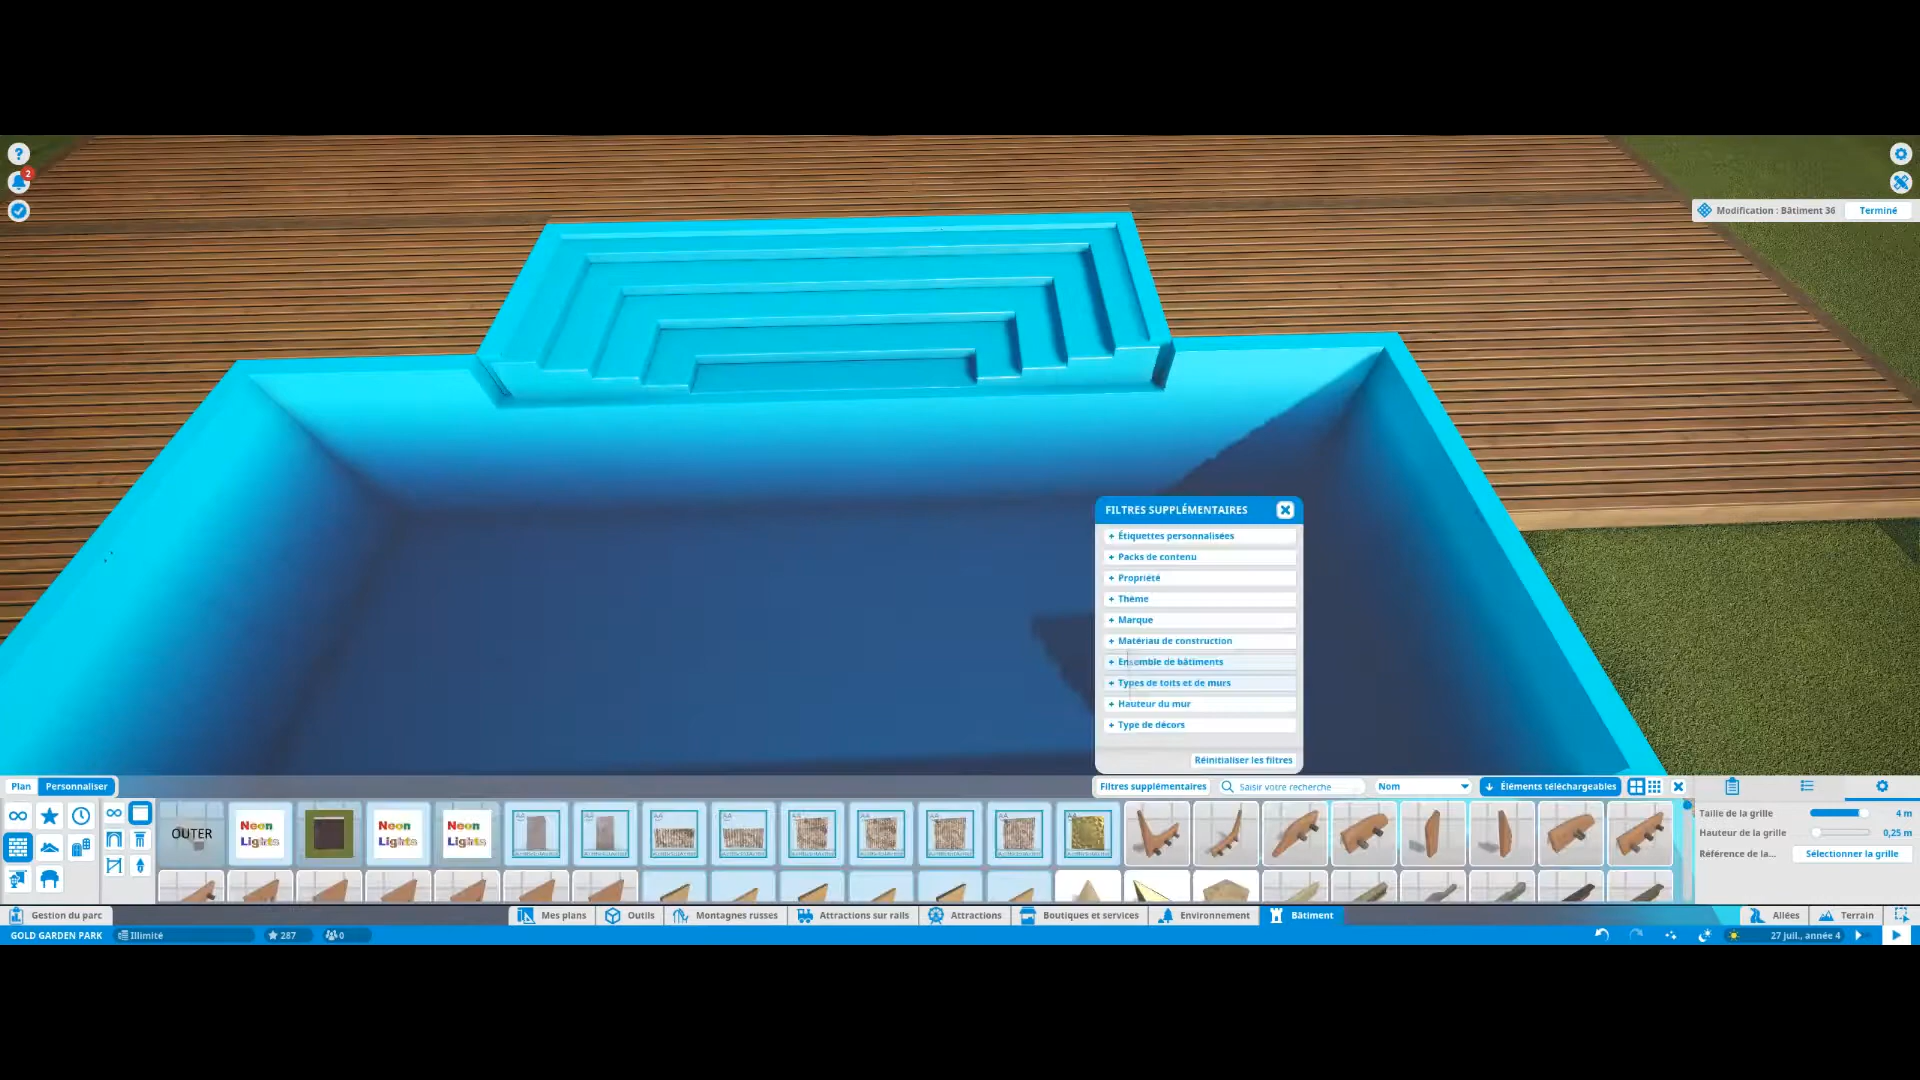 2
Modification : Bâtiment 36
Terminé
FILTRES SUPPLÉMENTAIRES
+ Étiquettes personnalisées
+ Packs de contenu
+ Propriété
+ Thème
+ Marque
+ Matériau de construction
+ Ensemble de bâtiments
+ Types de toits et de murs
+ Hauteur du mur
+ Type de décors
Réinitialiser les filtres
Plan
Personnaliser
Filtres supplémentaires
Saisir votre recherche
Nom
Éléments téléchargeables
OUTER
Neon Lights
Neon Lights
Neon Lights
Taille de la grille
4 m
Hauteur de la grille
0,25 m
Référence de la...
Sélectionner la grille
Gestion du parc
Mes plans
Outils
Montagnes russes
Attractions sur rails
Attractions
Boutiques et services
Environnement
Bâtiment
Allées
Terrain
GOLD GARDEN PARK
Illimité
287
0
27 juil., année 4